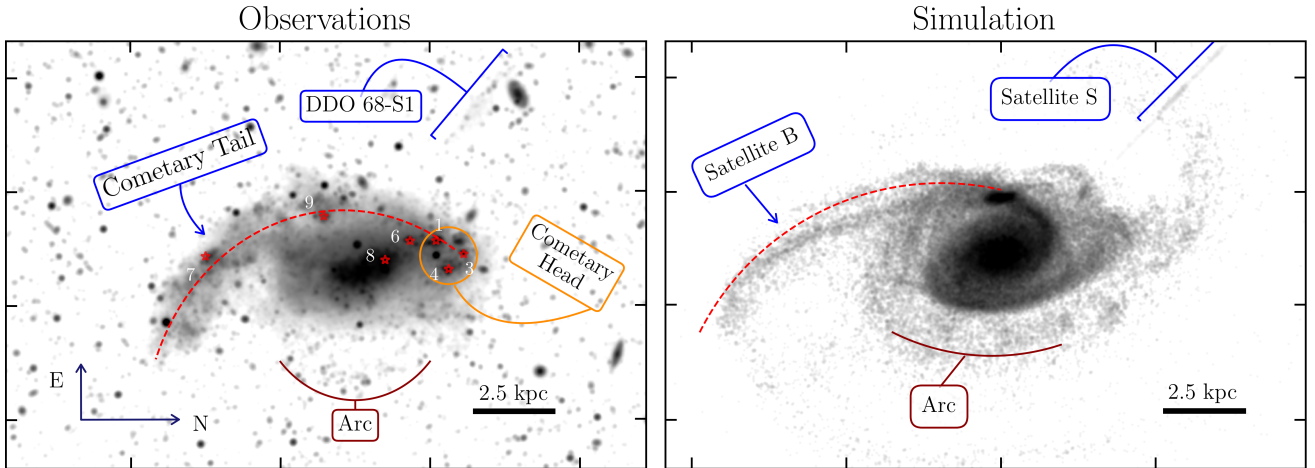 Observations
DDO 68-S1
Cometary Tail
9
1
6
8
3
4
7
Cometary
Head
E
N
2.5 kpc
Arc
Simulation
Satellite S
Satellite B
2.5 kpc
Arc